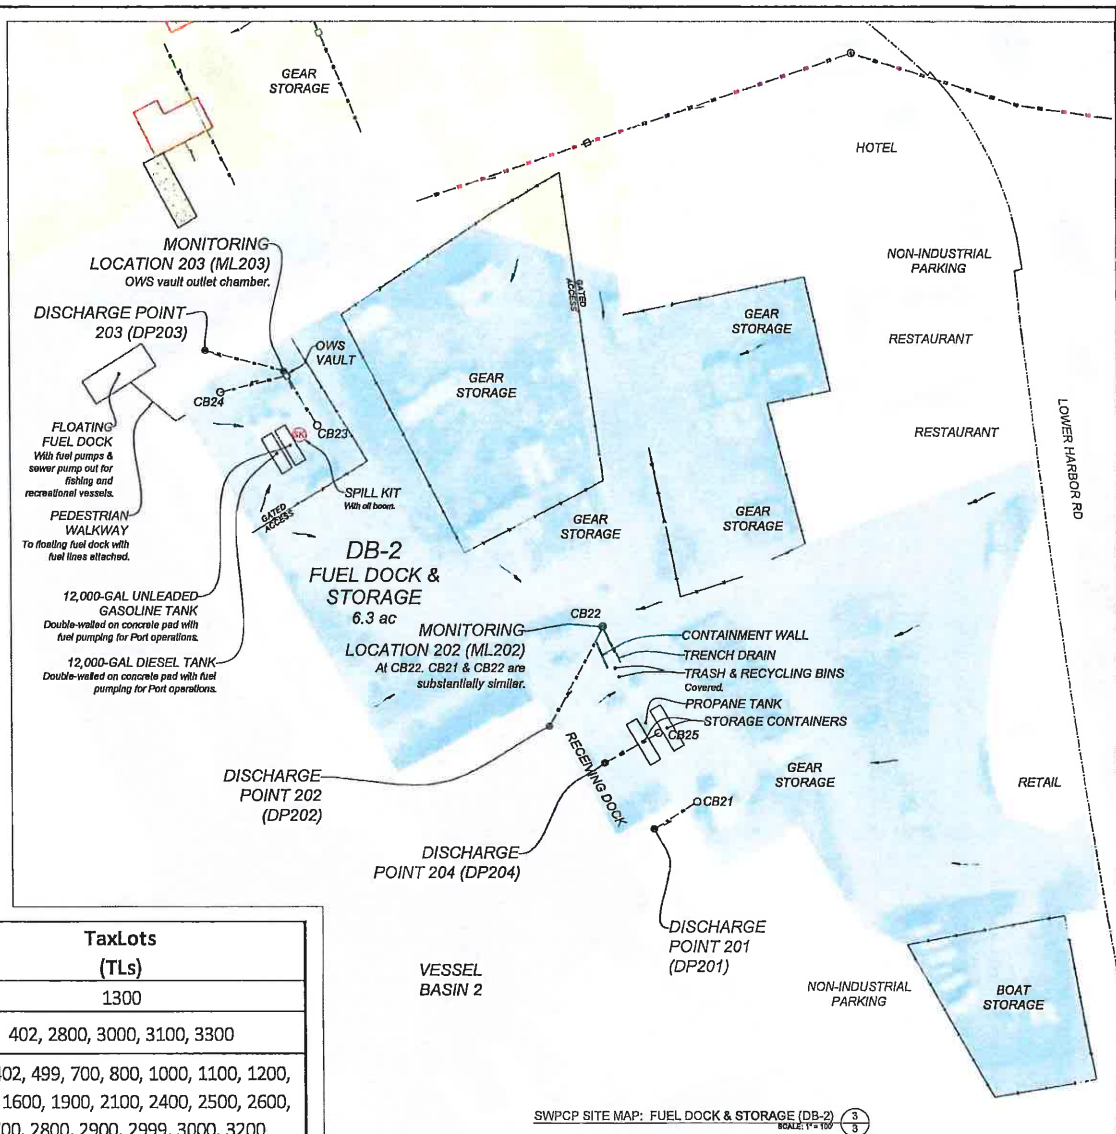 GEAR
STORAGE
HOTEL
MONITORING
LOCATION 203 (ML203)
OWS vault outlet chamber.
NON-INDUSTRIAL
PARKING
GATED
ACCESS
DISCHARGE POINT
203 (DP203)
GEAR
STORAGE
RESTAURANT
OWS
VAULT
GEAR
STORAGE
CB24
LOWER HARBOR RD
FLOATING
FUEL DOCK
With fuel pumps &
sewer pump out for
fishing and
recreational vessels.
CB23
SK
RESTAURANT
SPILL KIT
With oil boom.
PEDESTRIAN
WALKWAY
To floating fuel dock with
fuel lines attached.
GATED
ACCESS
GEAR
STORAGE
GEAR
STORAGE
DB-2
FUEL DOCK &
STORAGE
6.3 ac
12,000-GAL UNLEADED
GASOLINE TANK
Double-walled on concrete pad with
fuel pumping for Port operations.
CB22
MONITORING
LOCATION 202 (ML202)
At CB22. CB21 & CB22 are
substantially similar.
CONTAINMENT WALL
TRENCH DRAIN
TRASH & RECYCLING BINS
Covered.
12,000-GAL DIESEL TANK
Double-walled on concrete pad with fuel
pumping for Port operations.
PROPANE TANK
STORAGE CONTAINERS
CB25
RECEIVING DOCK
DISCHARGE
POINT 202
(DP202)
GEAR
STORAGE
RETAIL
CB21
DISCHARGE
POINT 204 (DP204)
DISCHARGE
POINT 201
(DP201)
VESSEL
BASIN 2
NON-INDUSTRIAL
PARKING
BOAT
STORAGE
TaxLots
(TLs)
1300
402, 2800, 3000, 3100, 3300
402, 499, 700, 800, 1000, 1100, 1200,
1600, 1900, 2100, 2400, 2500, 2600,
2800, 2900, 2999, 3000, 3200
SWPCP SITE MAP: FUEL DOCK & STORAGE (DB-2) 3
SCALE: 1" = 100' 3